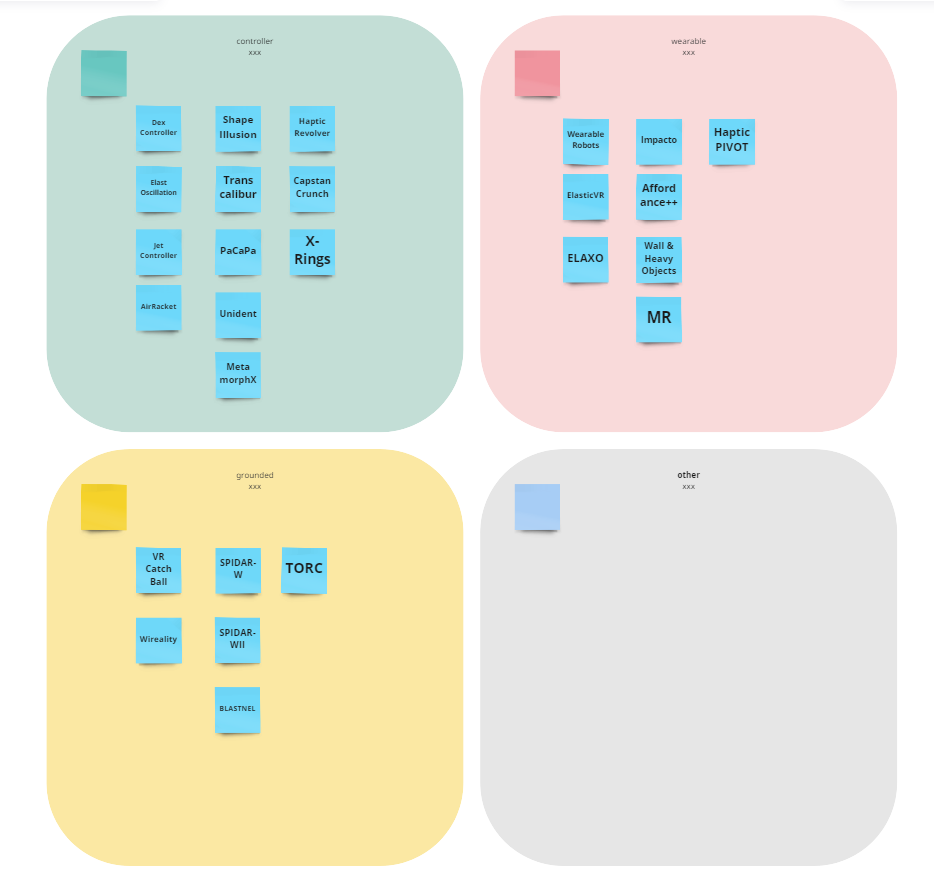 controller
xxx
Dex
Controller
Shape
Illusion
Haptic
Revolver
Elast
Oscillation
Trans
calibur
Capstan
Crunch
Jet
Controller
PaCaPa
X-
Rings
AirRacket
Unident
Meta
morphX
wearable
xxx
Wearable
Robots
Impacto
Haptic
PIVOT
ElasticVR
Afford
ance++
ELAXO
Wall &
Heavy
Objects
MR
grounded
xxx
VR
Catch
Ball
SPIDAR-
W
TORC
Wireality
SPIDAR-
WII
BLASTNEL
other
xxx